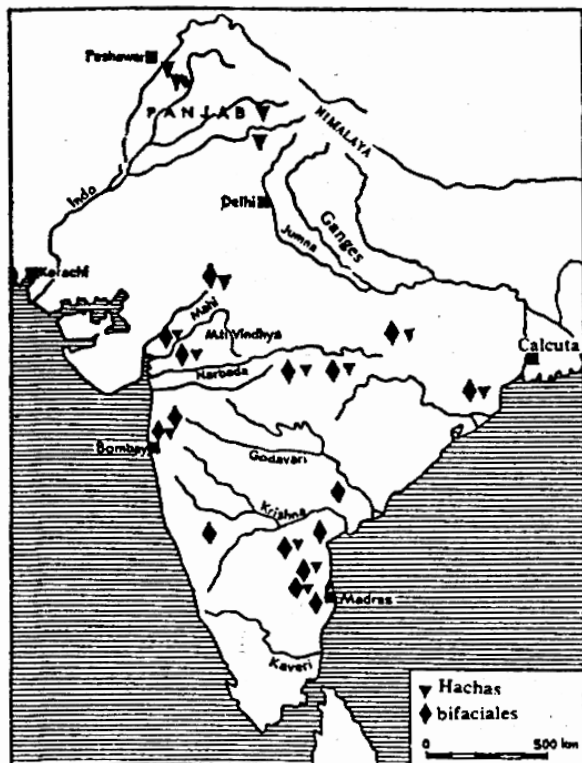 Peshawar
PANJAB
HIMALAYA
Indo
Delhi
Ganges
Jumna
Karachi
Mahi
Mti Vindhya
Calcuta
Narbada
Bombay
Godavari
Krishna
Madras
Kaveri
Hachas
bifaciales
0 500 km